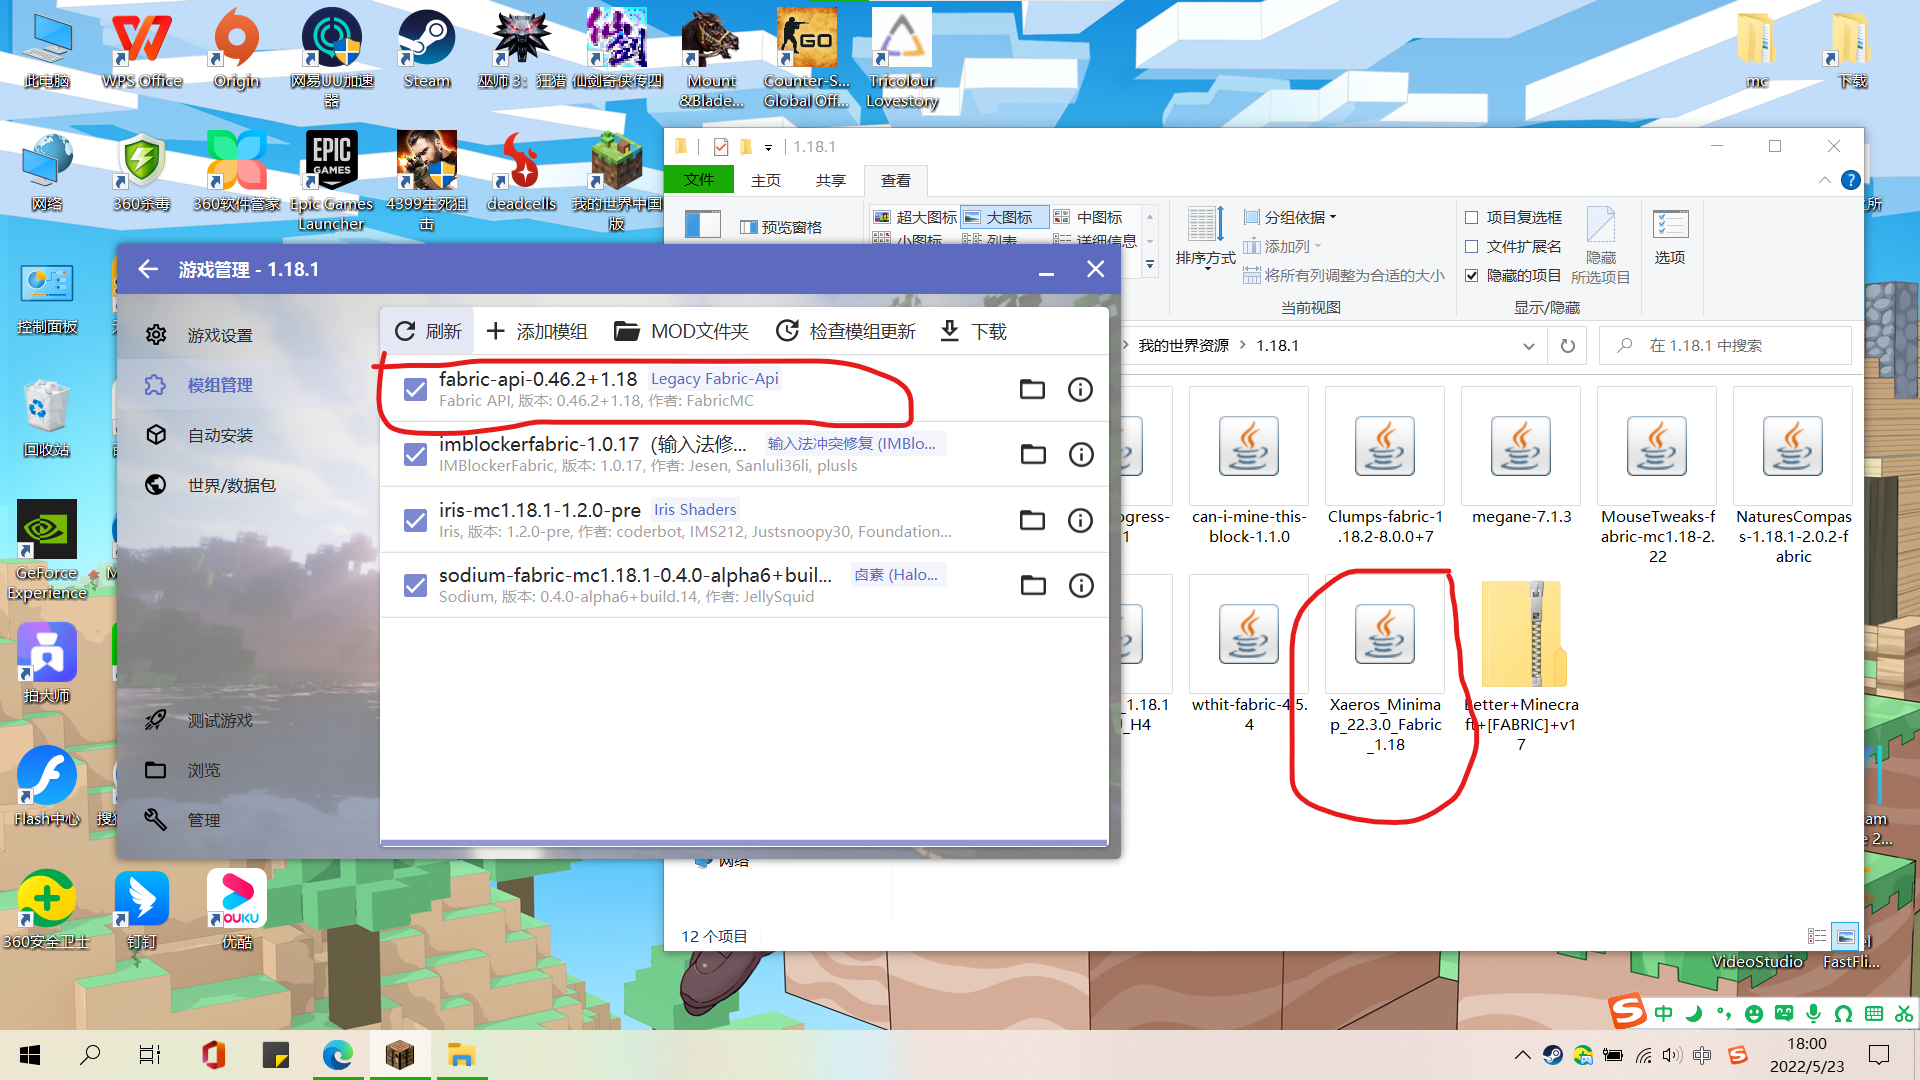 此电脑
WPS Office
Origin
网易UU加速器
Steam
巫师 3：狂猎
仙剑奇侠传四
Mount &Blade...
GO
Counter-S... Global Off...
Tricolour Lovestory
mc
下载
网络
360杀毒
360软件管家
EPIC GAMES
Epic Games Launcher
4399生死狙击
deadcells
我的世界中国版
控制面板
回收站
GeForce Experience
拍大师
Flash中心
360安全卫士
钉钉
YOUKU
优酷
1.18.1
文件
主页
共享
查看
预览窗格
超大图标
大图标
中图标
小图标
列表
详细信息
排序方式
分组依据
添加列
将所有列调整为合适的大小
当前视图
项目复选框
文件扩展名
隐藏的项目
隐藏
所选项目
显示/隐藏
选项
我的世界资源
1.18.1
在 1.18.1 中搜索
can-i-mine-this-block-1.1.0
Clumps-fabric-1.18.2-8.0.0+7
megane-7.1.3
MouseTweaks-fabric-mc1.18-2.22
NaturesCompass-1.18.1-2.0.2-fabric
wthit-fabric-4.5.4
Xaeros_Minimap_22.3.0_Fabric_1.18
Better+Minecraft+[FABRIC]+v17
网络
12 个项目
游戏管理 - 1.18.1
游戏设置
模组管理
自动安装
世界/数据包
测试游戏
浏览
管理
刷新
添加模组
MOD文件夹
检查模组更新
下载
fabric-api-0.46.2+1.18
Legacy Fabric-Api
Fabric API, 版本: 0.46.2+1.18, 作者: FabricMC
imblockerfabric-1.0.17（输入法修...
输入法冲突修复 (IMBlo...
IMBlockerFabric, 版本: 1.0.17, 作者: Jesen, Sanluli36li, plusls
iris-mc1.18.1-1.2.0-pre
Iris Shaders
Iris, 版本: 1.2.0-pre, 作者: coderbot, IMS212, Justsnoopy30, Foundation...
sodium-fabric-mc1.18.1-0.4.0-alpha6+buil...
卤素 (Halo...
Sodium, 版本: 0.4.0-alpha6+build.14, 作者: JellySquid
VideoStudio
FastFli...
中
中
18:00
2022/5/23